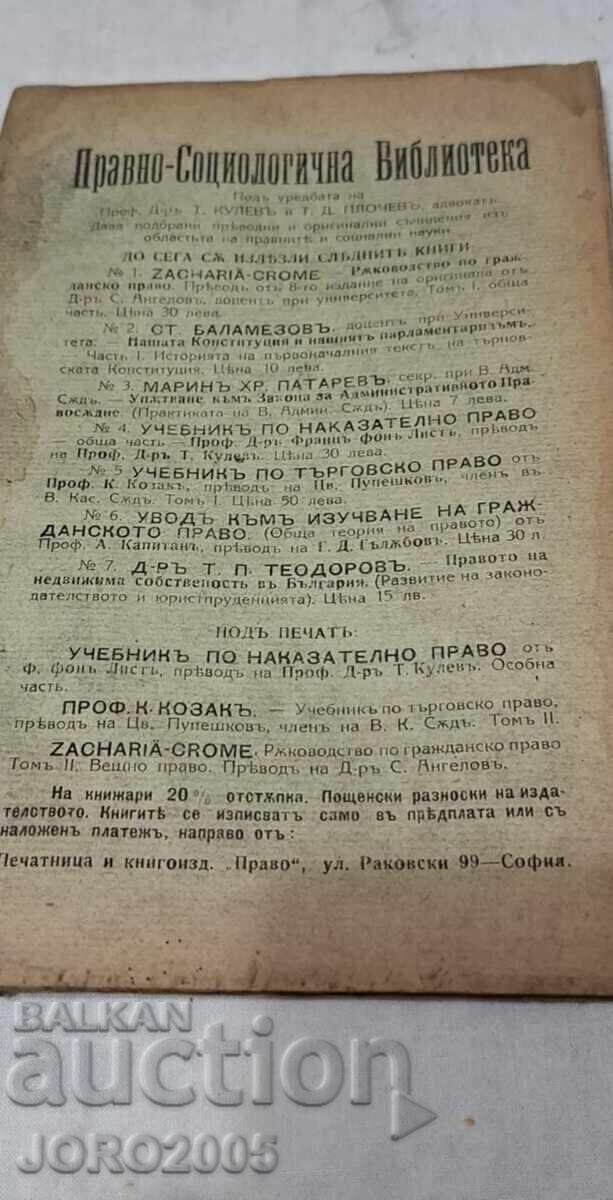 Правно-Социологична Библиотека
Подъ уредбата на
Проф. Д-ръ Т. КУЛЕВЪ и Т. Д. ПЛОЧЕВЪ, адвокатъ
Дава подбрани прѣводни и оригинални съчинения изъ
областьта на правнитѣ и социални науки
ДО СЕГА СѪ ИЗЛѢЗЛИ СЛѢДНИТѢ КНИГИ
№ 1. ZACHARIÄ-CROME — Рѫководство по граж-
данско право. Прѣводъ отъ 8-го издание на оригинала отъ
Д-ръ С. Ангеловъ, доцентъ при университета. Томъ I. обща
часть. Цѣна 30 лева.
№ 2. СТ. БАЛАМЕЗОВЪ, доцентъ при Универси-
тета. — Нашата Конституция и нашиятъ парламентаризъмъ.
Часть I. Историята на първоначалния текстъ на търнов-
ската Конституция. Цѣна 10 лева.
№ 3. МАРИНЪ ХР. ПАТАРЕВЪ, секр. при В. Адм.
Сѫдъ. — Упѫтване къмъ Закона за Административното Пра-
восѫдие. (Практиката на В. Админ. Сѫдъ). Цѣна 7 лева.
№ 4. УЧЕБНИКЪ ПО НАКАЗАТЕЛНО ПРАВО
— обща часть — Проф. Д-ръ Францъ фонъ Листъ, прѣводъ
на Проф. Д-ръ Т. Кулевъ. Цѣна 30 лева.
№ 5 УЧЕБНИКЪ ПО ТЪРГОВСКО ПРАВО отъ
Проф. К. Козакъ, прѣводъ на Цв. Пупешковъ, членъ въ
В. Кас. Сѫдъ. Томъ I. Цѣна 50 лева.
№ 6. УВОДЪ КЪМЪ ИЗУЧВАНЕ НА ГРАЖ-
ДАНСКОТО ПРАВО. (Обща теория на правото) отъ
Проф. А. Капитанъ, прѣводъ на Г. Д. Гълѫбовъ. Цѣна 30 л.
№ 7. Д-РЪ Т. П. ТЕОДОРОВЪ. — Правото на
недвижима собственость въ България. (Развитие на законо-
дателството и юриспруденцията). Цѣна 15 лв.
ПОДЪ ПЕЧАТЪ:
УЧЕБНИКЪ ПО НАКАЗАТЕЛНО ПРАВО отъ
Ф. фонъ Листъ, прѣводъ на Проф. Д-ръ Т. Кулевъ. Особна
часть.
ПРОФ. К. КОЗАКЪ. — Учебникъ по търговско право,
прѣводъ на Цв. Пупешковъ, членъ на В. К. Сѫдъ. Томъ II.
ZACHARIÄ-CROME, Рѫководство по гражданско право
Томъ II. Вещно право. Прѣводъ на Д-ръ С. Ангеловъ.
На книжари 20% отстѫпка. Пощенски разноски на изда-
телството. Книгитѣ се изписватъ само въ прѣдплата или съ
наложенъ платежъ, направо отъ:
Печатница и книгоизд. „Право“, ул. Раковски 99—София.
BALKAN
auction
JORO2005